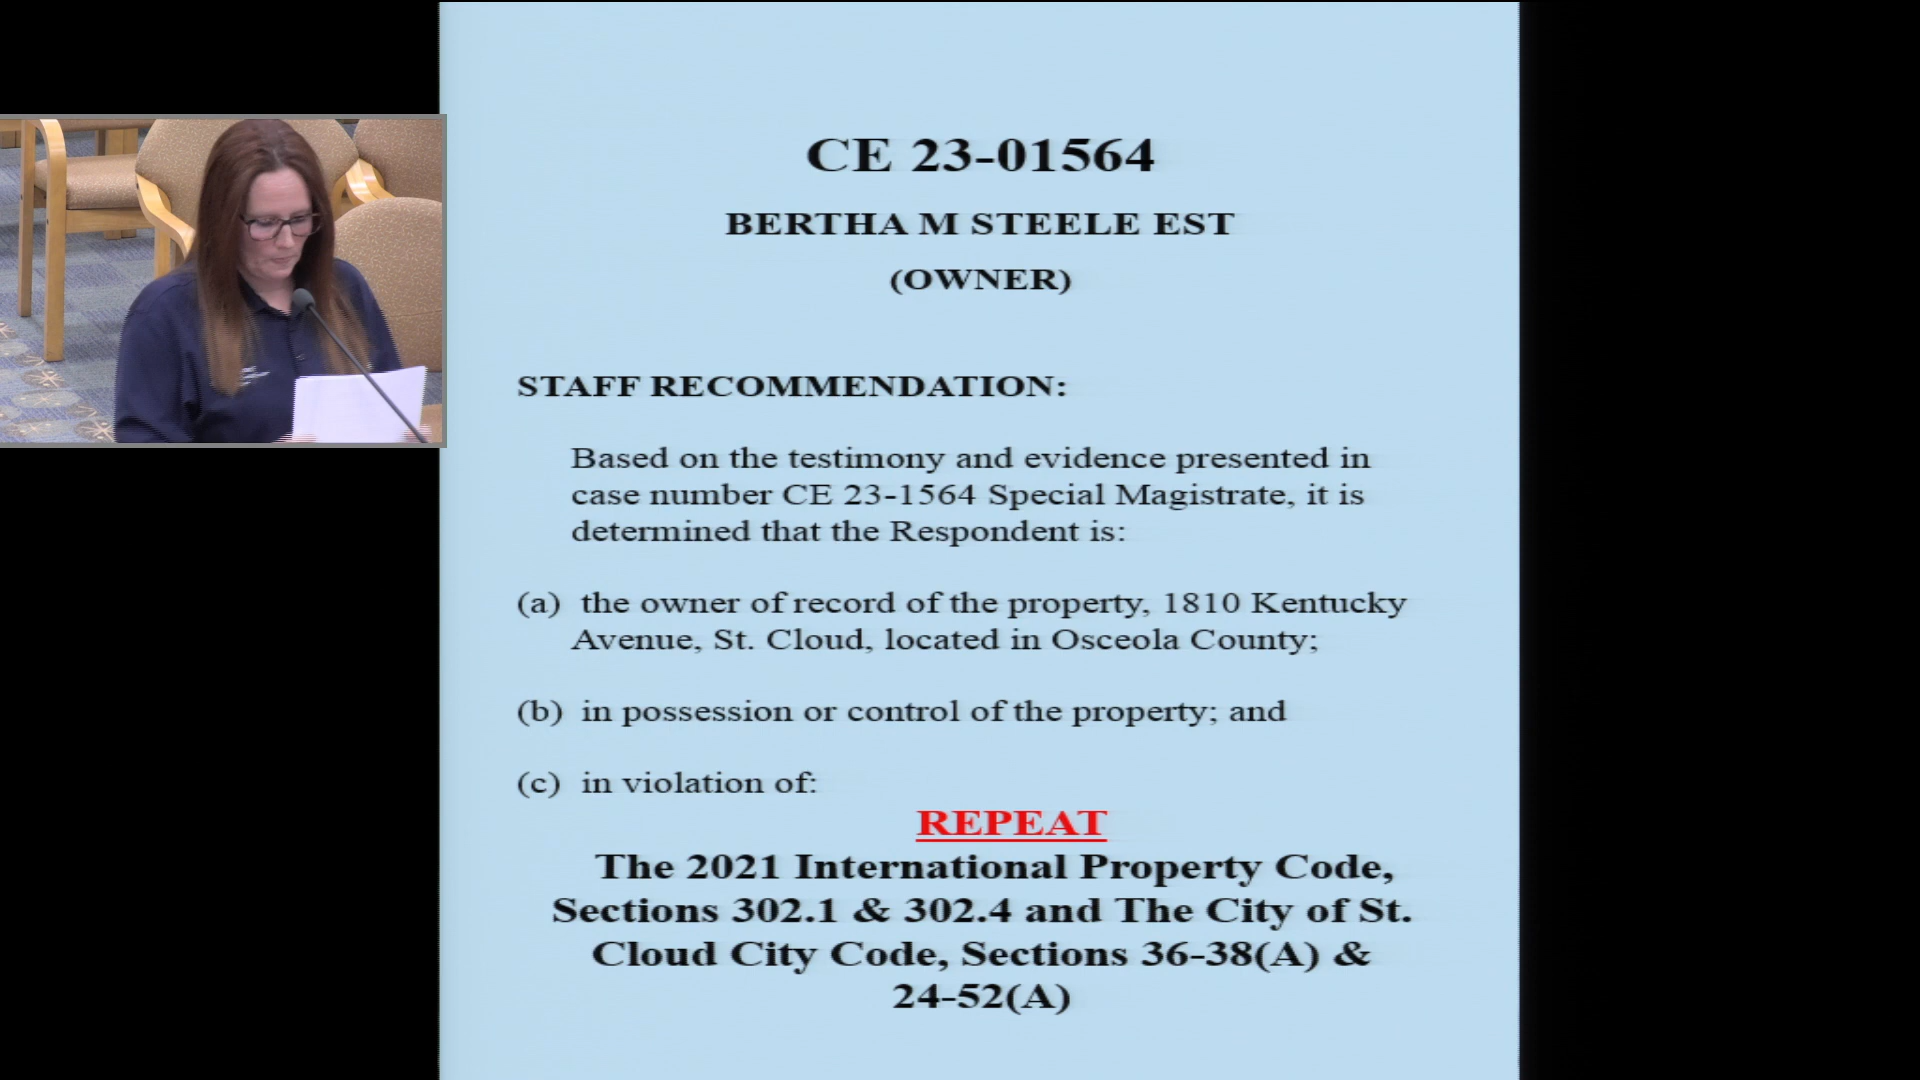 CE 23-01564
BERTHA M STEELE EST
(OWNER)
STAFF RECOMMENDATION:
Based on the testimony and evidence presented in
case number CE 23-1564 Special Magistrate, it is
determined that the Respondent is:
(a) the owner of record of the property, 1810 Kentucky
Avenue, St. Cloud, located in Osceola County;
(b) in possession or control of the property; and
(c) in violation of:
REPEAT
The 2021 International Property Code,
Sections 302.1 & 302.4 and The City of St.
Cloud City Code, Sections 36-38(A) &
24-52(A)